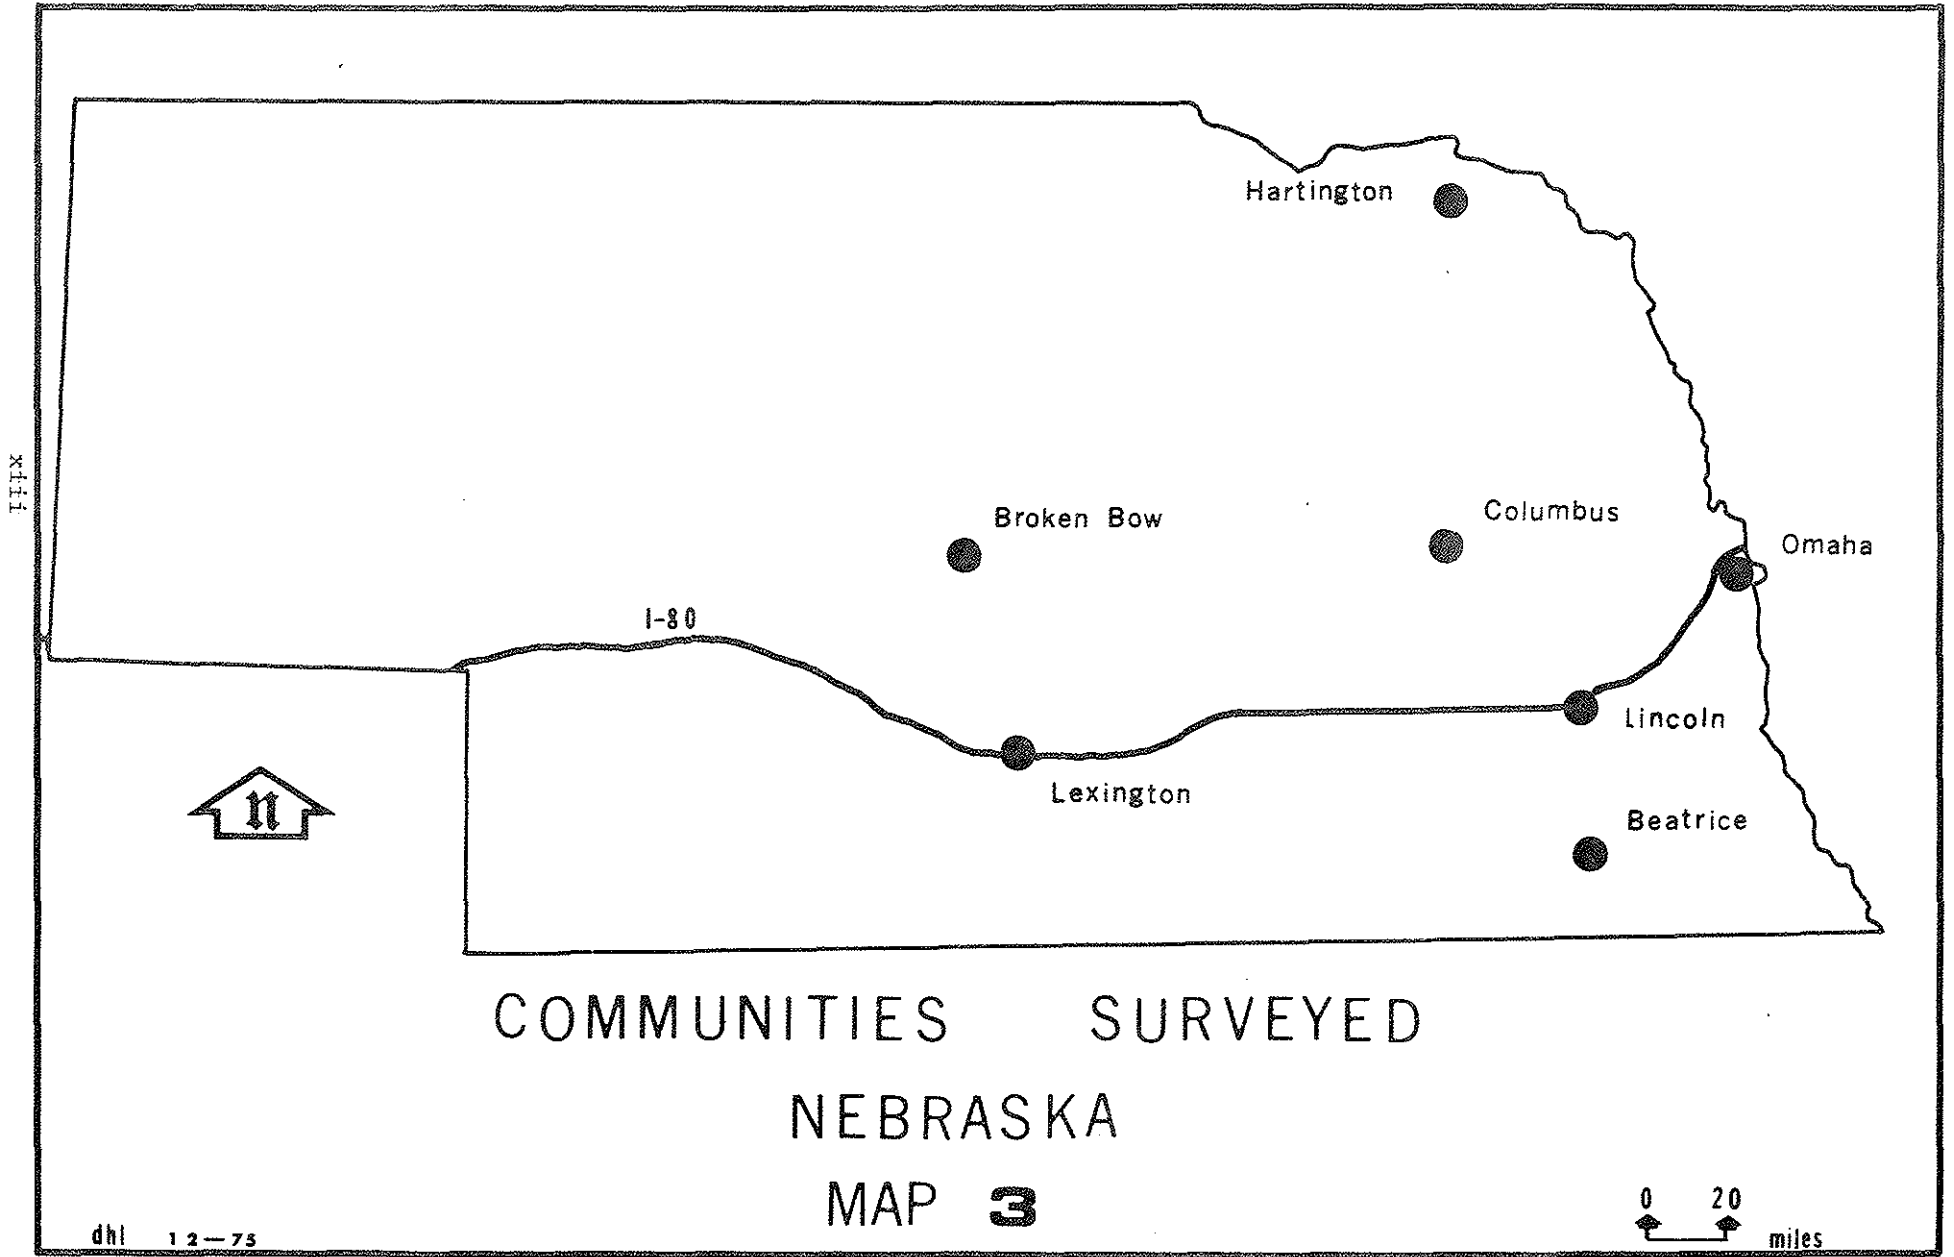 Hartington
Broken Bow
Columbus
Omaha
I-80
Lincoln
Lexington
Beatrice
n
COMMUNITIES SURVEYED
NEBRASKA
MAP 3
0 20
miles
dhl 12-75
xiii